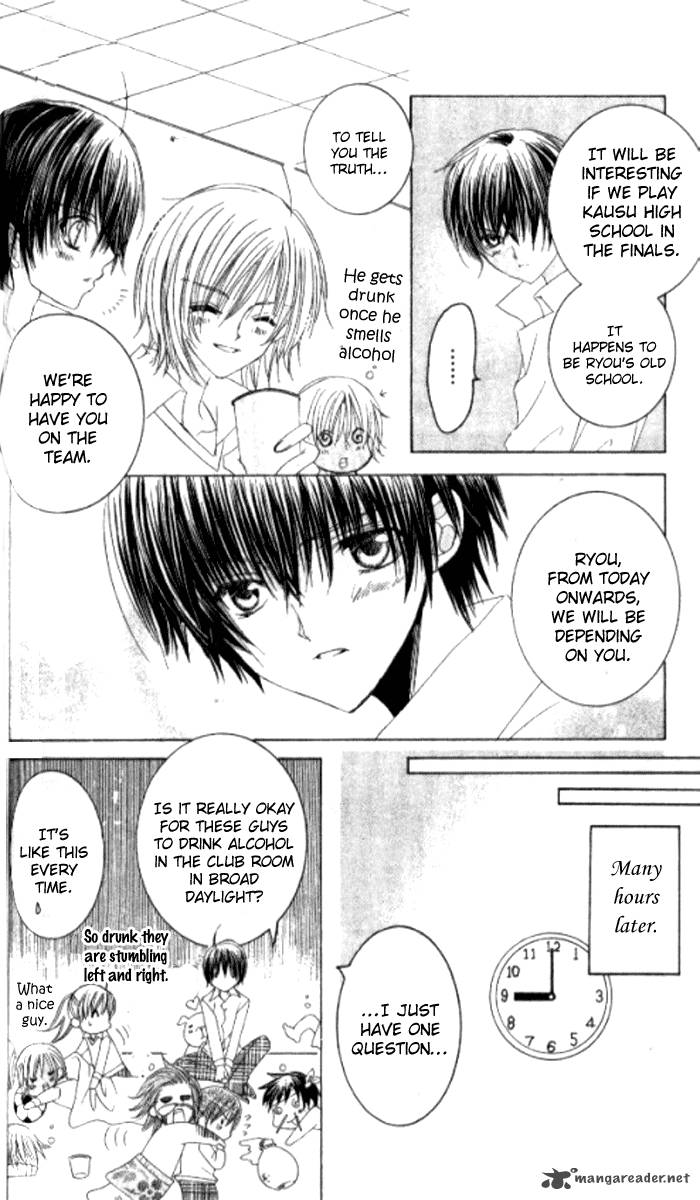 IT WILL BE
INTERESTING
IF WE PLAY
KAUSU HIGH
SCHOOL IN
THE FINALS.
IT
HAPPENS TO
BE RYOU'S OLD
SCHOOL.
......
TO TELL
YOU THE
TRUTH...
He gets
drunk
once he
smells
alcohol
WE'RE
HAPPY TO
HAVE YOU
ON THE
TEAM.
RYOU,
FROM TODAY
ONWARDS,
WE WILL BE
DEPENDING
ON YOU.
Many
hours
later.
12
1
2
3
4
5
6
7
8
9
10
11
...I JUST
HAVE ONE
QUESTION...
IS IT REALLY OKAY
FOR THESE GUYS
TO DRINK ALCOHOL
IN THE CLUB ROOM
IN BROAD
DAYLIGHT?
IT'S
LIKE THIS
EVERY
TIME.
So drunk they
are stumbling
left and right.
What
a nice
guy.
mangareader.net